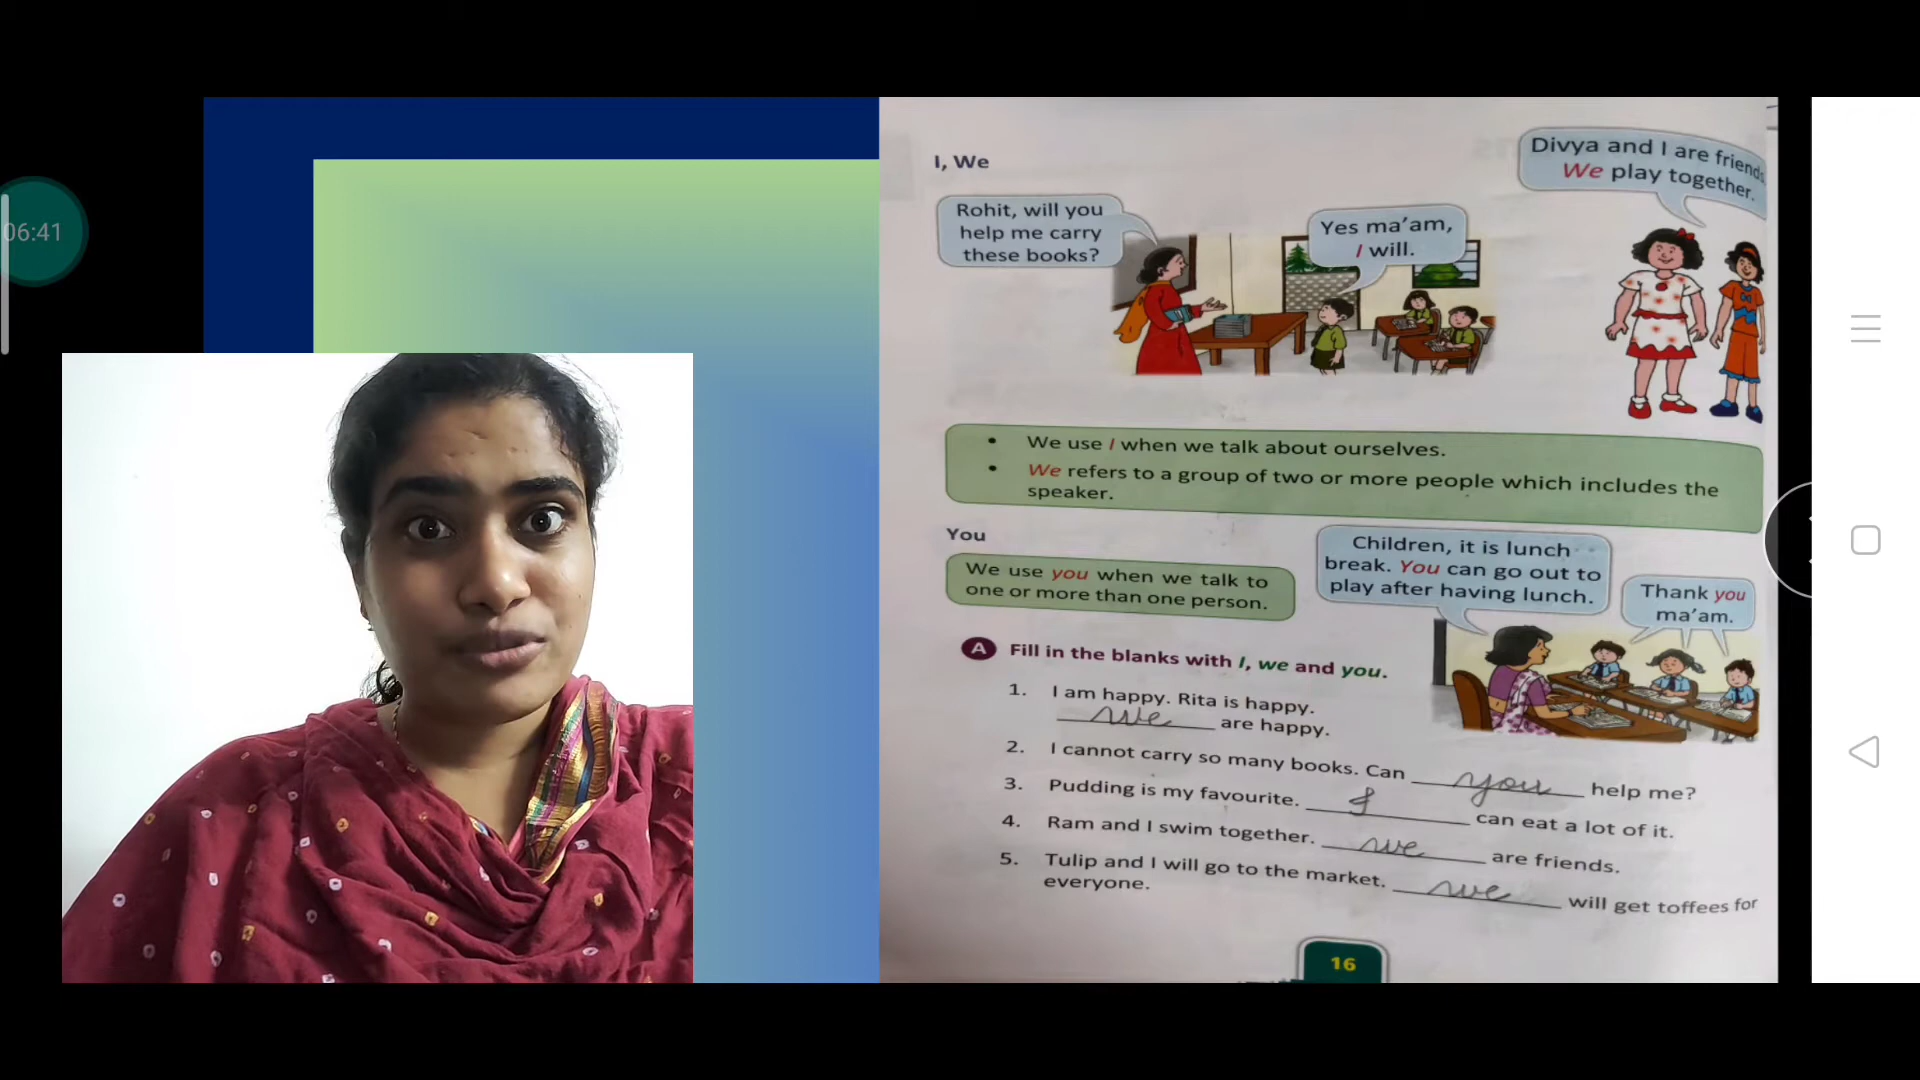 06:41
I, We
Rohit, will you
help me carry
these books?
Yes ma'am,
I will.
Divya and I are friends
We play together.
• We use I when we talk about ourselves.
• We refers to a group of two or more people which includes the
speaker.
You
We use you when we talk to
one or more than one person.
Children, it is lunch
break. You can go out to
play after having lunch.
Thank you
ma'am.
A Fill in the blanks with I, we and you.
1. I am happy. Rita is happy.
we are happy.
2. I cannot carry so many books. Can you help me?
3. Pudding is my favourite. I can eat a lot of it.
4. Ram and I swim together. we are friends.
5. Tulip and I will go to the market. we will get toffees for
everyone.
16